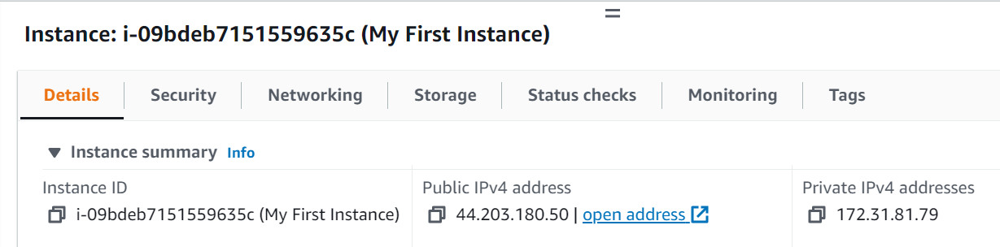 Instance: i-09bdeb7151559635c (My First Instance)
Details Security Networking Storage Status checks Monitoring Tags
Instance summary Info
Instance ID Public IPv4 address Private IPv4 addresses
i-09bdeb7151559635c (My First Instance) 44.203.180.50 | open address 172.31.81.79